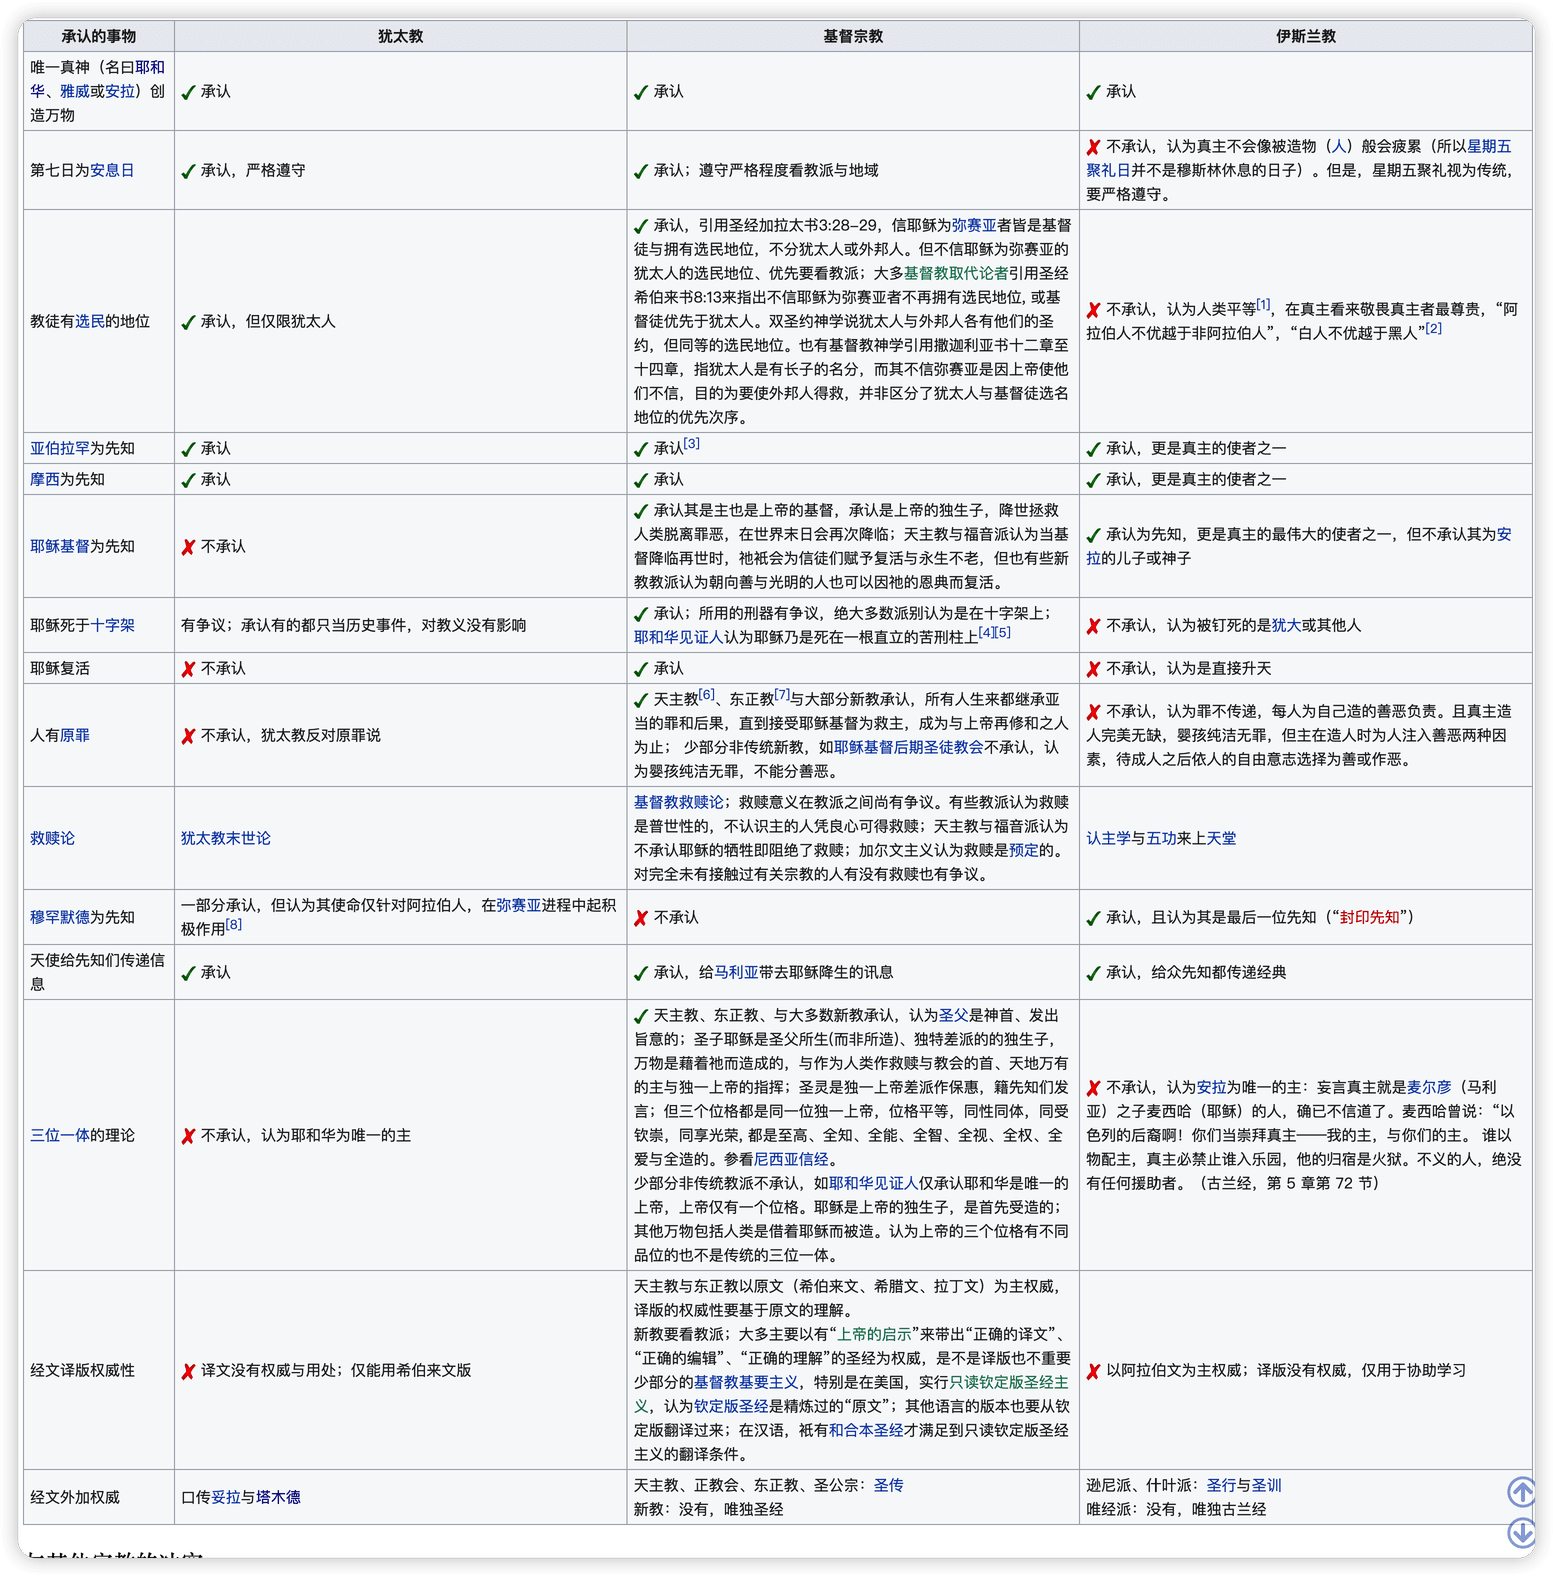 承认的事物
犹太教
基督宗教
伊斯兰教
唯一真神（名曰耶和
华、雅威或安拉）创
造万物
✓ 承认
✓ 承认
✓ 承认
第七日为安息日
✓ 承认，严格遵守
✓ 承认；遵守严格程度看教派与地域
✗ 不承认，认为真主不会像被造物（人）般会疲累（所以星期五
聚礼日并不是穆斯林休息的日子）。但是，星期五聚礼视为传统，
要严格遵守。
教徒有选民的地位
✓ 承认，但仅限犹太人
✓ 承认，引用圣经加拉太书3:28–29，信耶稣为弥赛亚者皆是基督
徒与拥有选民地位，不分犹太人或外邦人。但不信耶稣为弥赛亚的
犹太人的选民地位、优先要看教派；大多基督教取代论者引用圣经
希伯来书8:13来指出不信耶稣为弥赛亚者不再拥有选民地位, 或基
督徒优先于犹太人。双圣约神学说犹太人与外邦人各有他们的圣
约，但同等的选民地位。也有基督教神学引用撒迦利亚书十二章至
十四章，指犹太人是有长子的名分，而其不信弥赛亚是因上帝使他
们不信，目的为要使外邦人得救，并非区分了犹太人与基督徒选名
地位的优先次序。
✗ 不承认，认为人类平等[1]，在真主看来敬畏真主者最尊贵，“阿
拉伯人不优越于非阿拉伯人”，“白人不优越于黑人”[2]
亚伯拉罕为先知
✓ 承认
✓ 承认[3]
✓ 承认，更是真主的使者之一
摩西为先知
✓ 承认
✓ 承认
✓ 承认，更是真主的使者之一
耶稣基督为先知
✗ 不承认
✓ 承认其是主也是上帝的基督，承认是上帝的独生子，降世拯救
人类脱离罪恶，在世界末日会再次降临；天主教与福音派认为当基
督降临再世时，祂衹会为信徒们赋予复活与永生不老，但也有些新
教教派认为朝向善与光明的人也可以因祂的恩典而复活。
✓ 承认为先知，更是真主的最伟大的使者之一，但不承认其为安
拉的儿子或神子
耶稣死于十字架
有争议；承认有的都只当历史事件，对教义没有影响
✓ 承认；所用的刑器有争议，绝大多数派别认为是在十字架上；
耶和华见证人认为耶稣乃是死在一根直立的苦刑柱上[4][5]
✗ 不承认，认为被钉死的是犹大或其他人
耶稣复活
✗ 不承认
✓ 承认
✗ 不承认，认为是直接升天
人有原罪
✗ 不承认，犹太教反对原罪说
✓ 天主教[6]、东正教[7]与大部分新教承认，所有人生来都继承亚
当的罪和后果，直到接受耶稣基督为救主，成为与上帝再修和之人
为止； 少部分非传统新教，如耶稣基督后期圣徒教会不承认，认
为婴孩纯洁无罪，不能分善恶。
✗ 不承认，认为罪不传递，每人为自己造的善恶负责。且真主造
人完美无缺，婴孩纯洁无罪，但主在造人时为人注入善恶两种因
素，待成人之后依人的自由意志选择为善或作恶。
救赎论
犹太教末世论
基督教救赎论；救赎意义在教派之间尚有争议。有些教派认为救赎
是普世性的，不认识主的人凭良心可得救赎；天主教与福音派认为
不承认耶稣的牺牲即阻绝了救赎；加尔文主义认为救赎是预定的。
对完全未有接触过有关宗教的人有没有救赎也有争议。
认主学与五功来上天堂
穆罕默德为先知
一部分承认，但认为其使命仅针对阿拉伯人，在弥赛亚进程中起积
极作用[8]
✗ 不承认
✓ 承认，且认为其是最后一位先知（“封印先知”）
天使给先知们传递信
息
✓ 承认
✓ 承认，给马利亚带去耶稣降生的讯息
✓ 承认，给众先知都传递经典
三位一体的理论
✗ 不承认，认为耶和华为唯一的主
✓ 天主教、东正教、与大多数新教承认，认为圣父是神首、发出
旨意的；圣子耶稣是圣父所生(而非所造)、独特差派的的独生子，
万物是藉着祂而造成的，与作为人类作救赎与教会的首、天地万有
的主与独一上帝的指挥；圣灵是独一上帝差派作保惠，籍先知们发
言；但三个位格都是同一位独一上帝，位格平等，同性同体，同受
钦崇，同享光荣, 都是至高、全知、全能、全智、全视、全权、全
爱与全造的。参看尼西亚信经。
少部分非传统教派不承认，如耶和华见证人仅承认耶和华是唯一的
上帝，上帝仅有一个位格。耶稣是上帝的独生子，是首先受造的；
其他万物包括人类是借着耶稣而被造。认为上帝的三个位格有不同
品位的也不是传统的三位一体。
✗ 不承认，认为安拉为唯一的主：妄言真主就是麦尔彦（马利
亚）之子麦西哈（耶稣）的人，确已不信道了。麦西哈曾说：“以
色列的后裔啊！你们当崇拜真主——我的主，与你们的主。 谁以
物配主，真主必禁止谁入乐园，他的归宿是火狱。不义的人，绝没
有任何援助者。（古兰经，第 5 章第 72 节）
经文译版权威性
✗ 译文没有权威与用处；仅能用希伯来文版
天主教与东正教以原文（希伯来文、希腊文、拉丁文）为主权威，
译版的权威性要基于原文的理解。
新教要看教派；大多主要以有“上帝的启示”来带出“正确的译文”、
“正确的编辑”、“正确的理解”的圣经为权威，是不是译版也不重要
少部分的基督教基要主义，特别是在美国，实行只读钦定版圣经主
义，认为钦定版圣经是精炼过的“原文”；其他语言的版本也要从钦
定版翻译过来；在汉语，衹有和合本圣经才满足到只读钦定版圣经
主义的翻译条件。
✗ 以阿拉伯文为主权威；译版没有权威，仅用于协助学习
经文外加权威
口传妥拉与塔木德
天主教、正教会、东正教、圣公宗：圣传
新教：没有，唯独圣经
逊尼派、什叶派：圣行与圣训
唯经派：没有，唯独古兰经